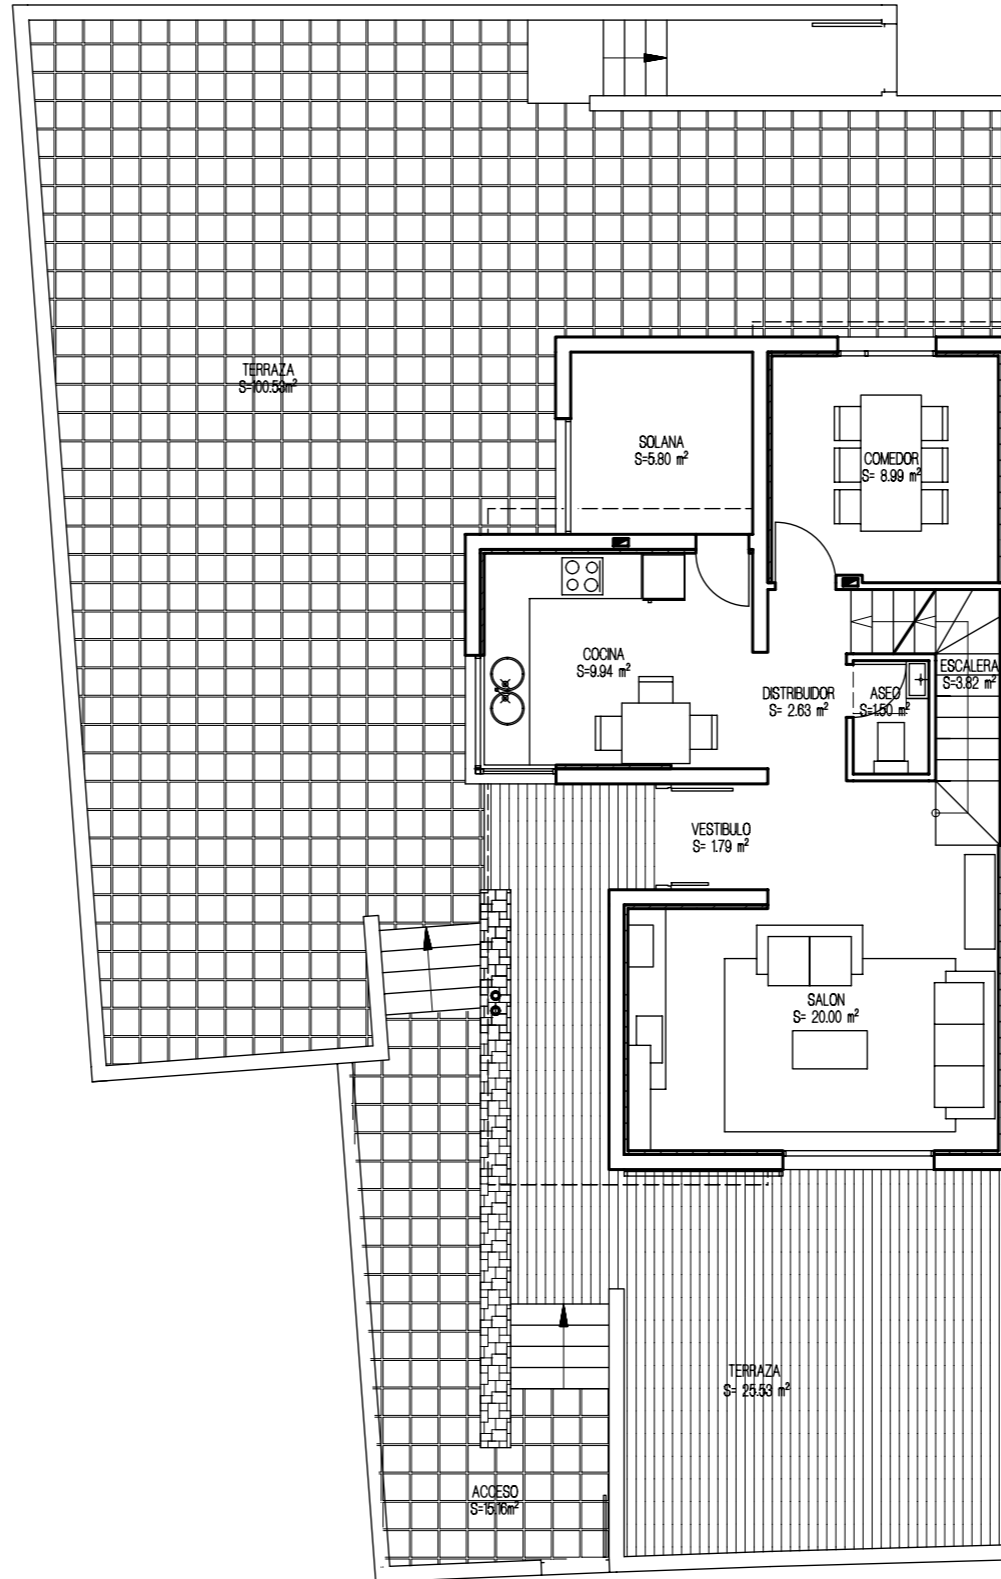 TERRAZA
S=100.53m²
SOLANA
S=5.80 m²
COMEDOR
S= 8.99 m²
COCINA
S=9.94 m²
DISTRIBUIDOR
S= 2.63 m²
ASEO
S=1.50 m²
ESCALERA
S=3.82 m²
VESTIBULO
S= 1.79 m²
SALON
S= 20.00 m²
TERRAZA
S= 25.53 m²
ACCESO
S=15.16m²